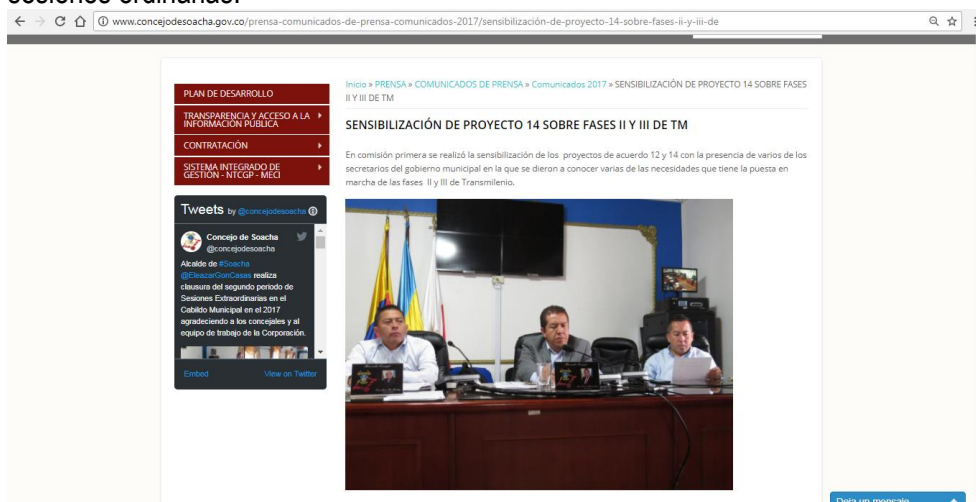 sesiones ordinarias.
www.concejodesoacha.gov.co/prensa-comunicados-de-prensa-comunicados-2017/sensibilización-de-proyecto-14-sobre-fases-ii-y-iii-de
Inicio » PRENSA » COMUNICADOS DE PRENSA » Comunicados 2017 » SENSIBILIZACIÓN DE PROYECTO 14 SOBRE FASES
II Y III DE TM
PLAN DE DESARROLLO
TRANSPARENCIA Y ACCESO A LA
INFORMACIÓN PÚBLICA
CONTRATACIÓN
SISTEMA INTEGRADO DE
GESTIÓN - NTCGP - MECI
SENSIBILIZACIÓN DE PROYECTO 14 SOBRE FASES II Y III DE TM
En comisión primera se realizó la sensibilización de los proyectos de acuerdo 12 y 14 con la presencia de varios de los
secretarios del gobierno municipal en la que se dieron a conocer varias de las necesidades que tiene la puesta en
marcha de las fases II y III de Transmilenio.
Tweets by @concejodesoacha
Concejo de Soacha
@concejodesoacha
Alcalde de #Soacha
@EleazarGonCasas realiza
clausura del segundo periodo de
Sesiones Extraordinarias en el
Cabildo Municipal en el 2017
agradeciendo a los concejales y al
equipo de trabajo de la Corporación.
Embed
View on Twitter
Deja un mensaje